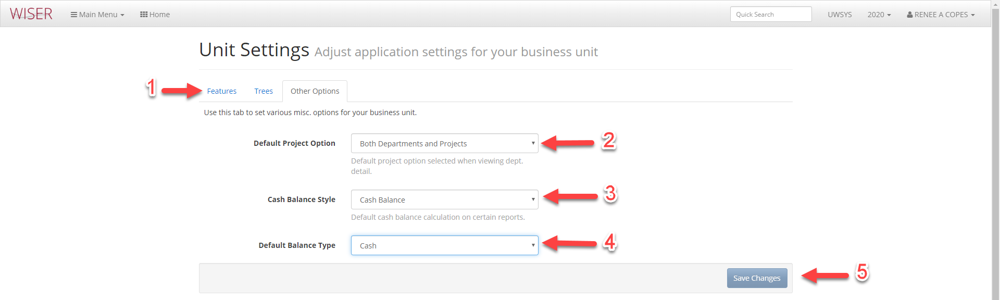 WISER Main Menu Home Quick Search UWSYS 2020 RENEE A COPES
Unit Settings Adjust application settings for your business unit
1 Features Trees Other Options
Use this tab to set various misc. options for your business unit.
Default Project Option Both Departments and Projects 2
Default project option selected when viewing dept.
detail.
Cash Balance Style Cash Balance 3
Default cash balance calculation on certain reports.
Default Balance Type Cash 4
Save Changes 5